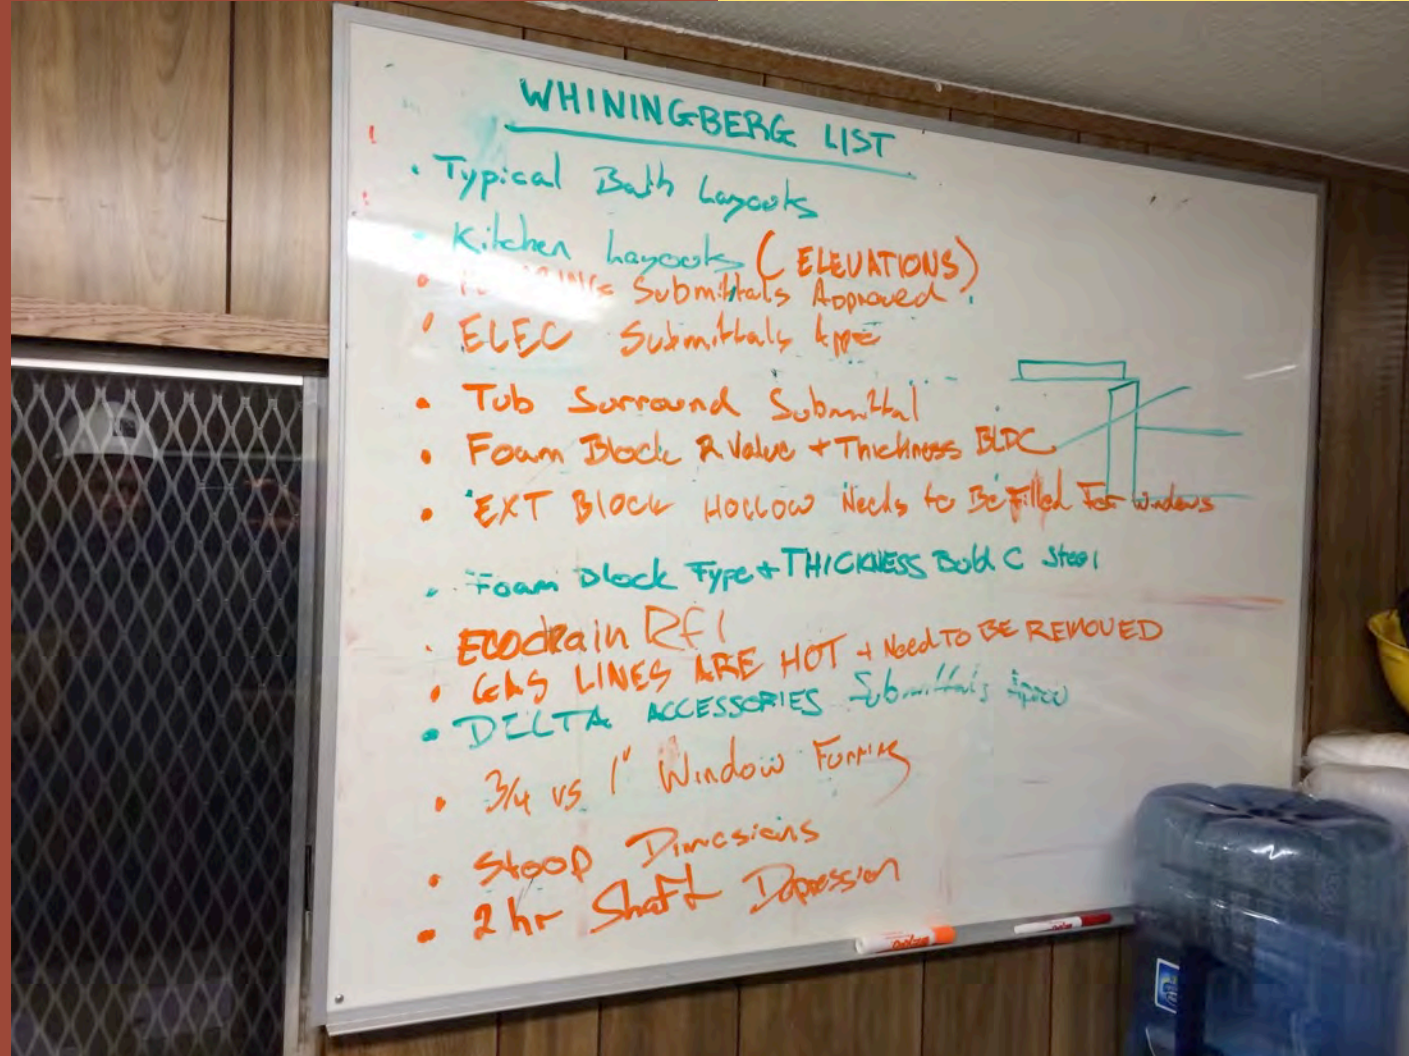 WHININGBERG LIST
• Typical Bath Layouts
• Kitchen Layouts (ELEVATIONS)
• Submittals Approved
• ELEC Submittals
• Tub Surround Submittal
• Foam Block R Value + Thickness BLDC
• EXT Block HOLLOW Needs to Be Filled For windows
• Foam Block Type + THICKNESS Bold C Steel
• ECOdrain RFI
• GAS LINES ARE HOT + Need TO BE REMOVED
• DELTA ACCESSORIES Submittals
• 3/4 vs 1" Window Furring
• Stoop Dimesions
• 2 hr Shaft Depression